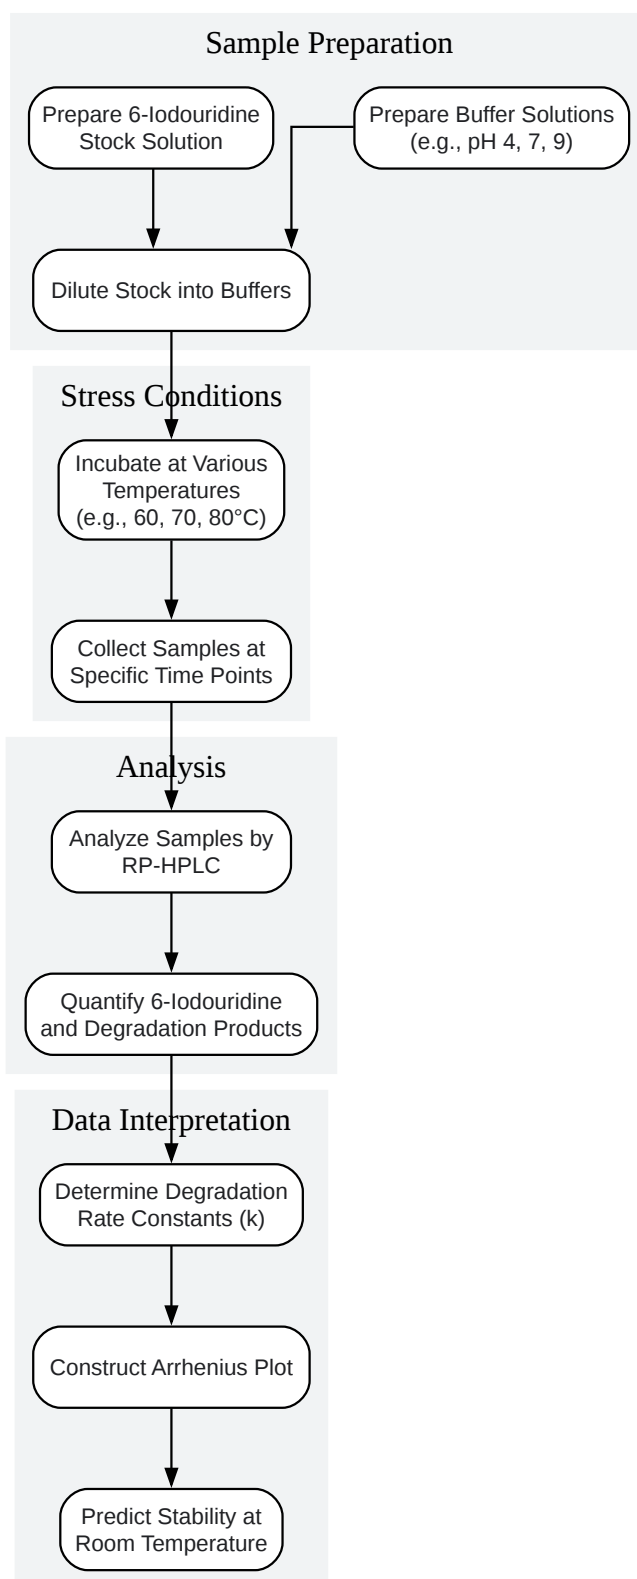 Sample Preparation
Prepare 6-Iodouridine
Stock Solution
Prepare Buffer Solutions
(e.g., pH 4, 7, 9)
Dilute Stock into Buffers
Stress Conditions
Incubate at Various
Temperatures
(e.g., 60, 70, 80°C)
Collect Samples at
Specific Time Points
Analysis
Analyze Samples by
RP-HPLC
Quantify 6-Iodouridine
and Degradation Products
Data Interpretation
Determine Degradation
Rate Constants (k)
Construct Arrhenius Plot
Predict Stability at
Room Temperature